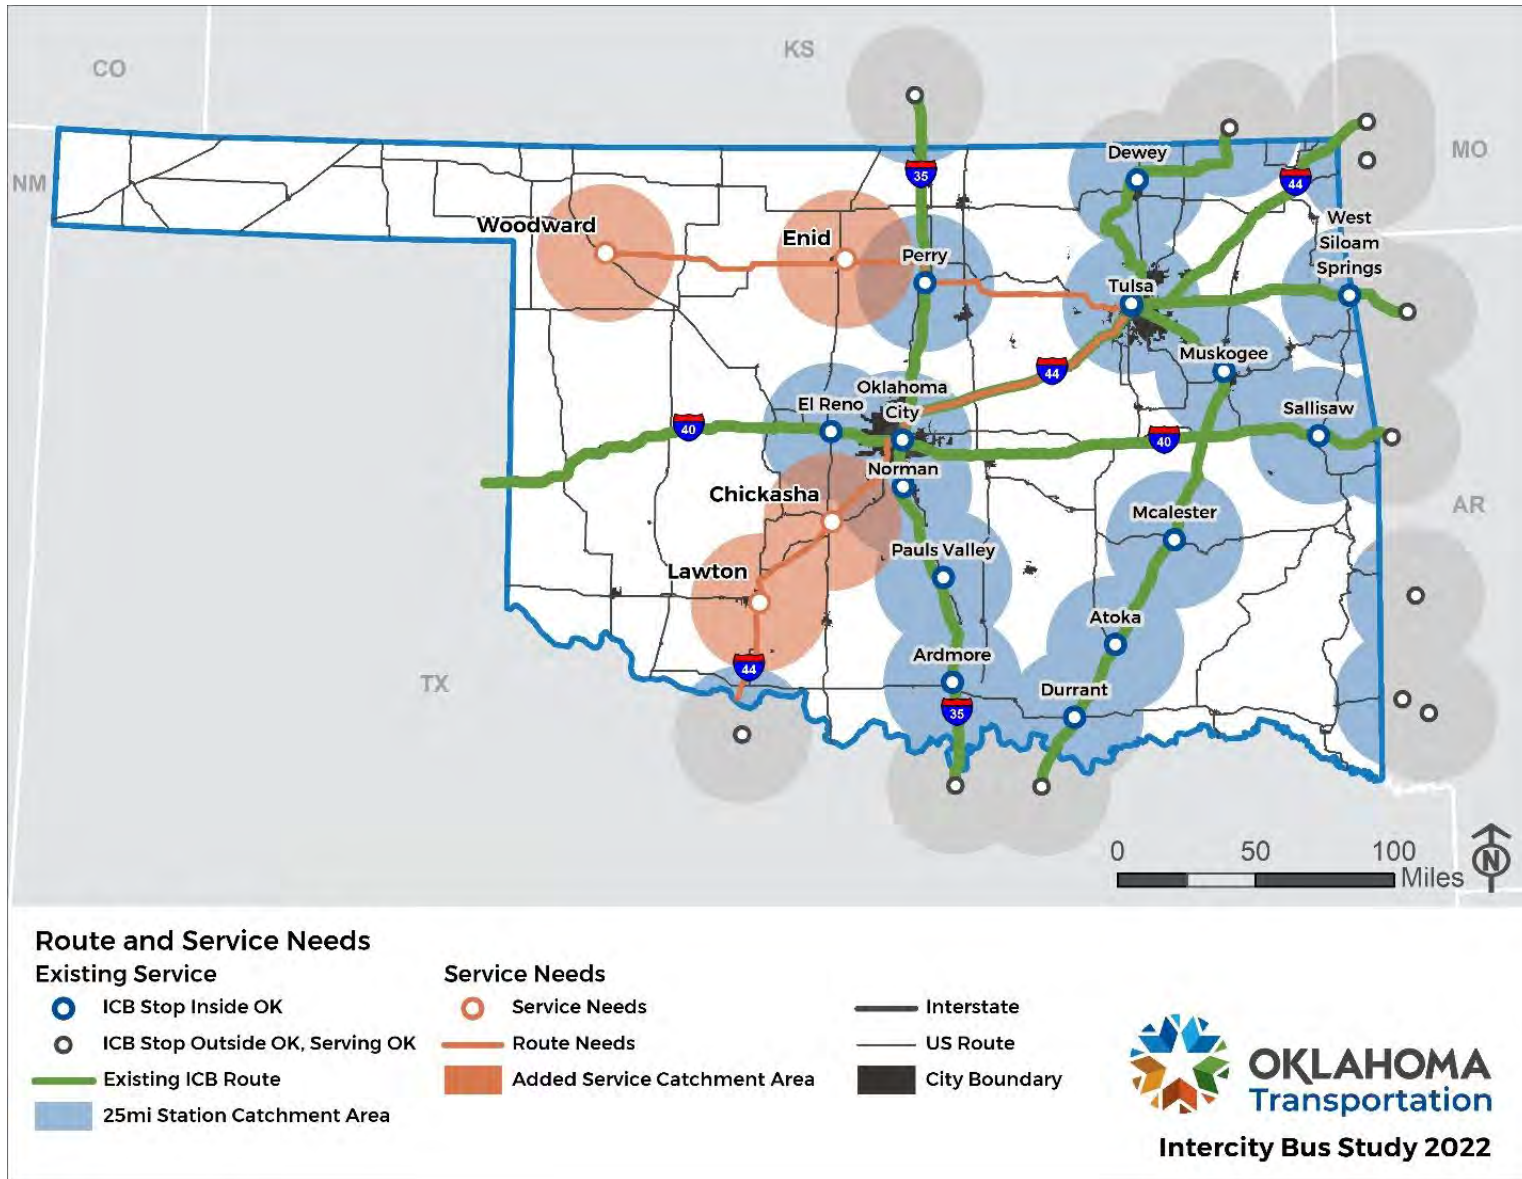 CO
KS
NM
MO
35
Dewey
44
Woodward
Enid
Perry
West
Siloam
Springs
Tulsa
44
Muskogee
Oklahoma
City
El Reno
40
40
Sallisaw
Norman
Chickasha
Mcalester
AR
Pauls Valley
Lawton
Atoka
Ardmore
44
TX
Durrant
35
0 50 100
Miles
N
Route and Service Needs
Existing Service
ICB Stop Inside OK
ICB Stop Outside OK, Serving OK
Existing ICB Route
25mi Station Catchment Area
Service Needs
Service Needs
Route Needs
Added Service Catchment Area
Interstate
US Route
City Boundary
OKLAHOMA
Transportation
Intercity Bus Study 2022